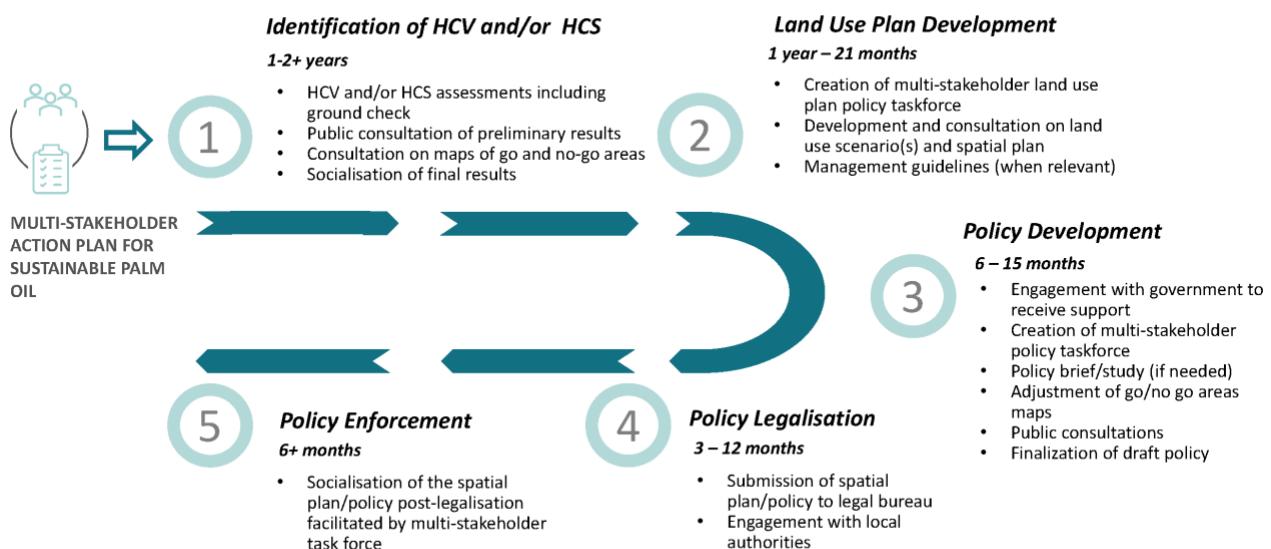 MULTI-STAKEHOLDER
ACTION PLAN FOR
SUSTAINABLE PALM
OIL
1
Identification of HCV and/or HCS
1-2+ years
• HCV and/or HCS assessments including
ground check
• Public consultation of preliminary results
• Consultation on maps of go and no-go areas
• Socialisation of final results
2
Land Use Plan Development
1 year – 21 months
• Creation of multi-stakeholder land use
plan policy taskforce
• Development and consultation on land
use scenario(s) and spatial plan
• Management guidelines (when relevant)
3
Policy Development
6 – 15 months
• Engagement with government to
receive support
• Creation of multi-stakeholder
policy taskforce
• Policy brief/study (if needed)
• Adjustment of go/no go areas
maps
• Public consultations
• Finalization of draft policy
4
Policy Legalisation
3 – 12 months
• Submission of spatial
plan/policy to legal bureau
• Engagement with local
authorities
5
Policy Enforcement
6+ months
• Socialisation of the spatial
plan/policy post-legalisation
facilitated by multi-stakeholder
task force